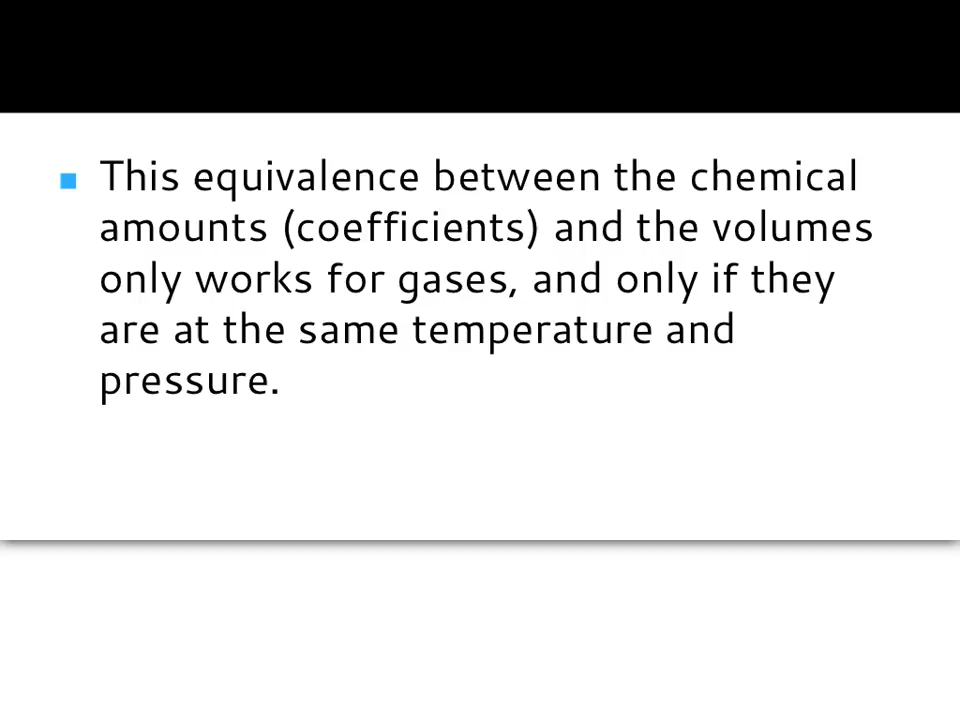 This equivalence between the chemical
amounts (coefficients) and the volumes
only works for gases, and only if they
are at the same temperature and
pressure.